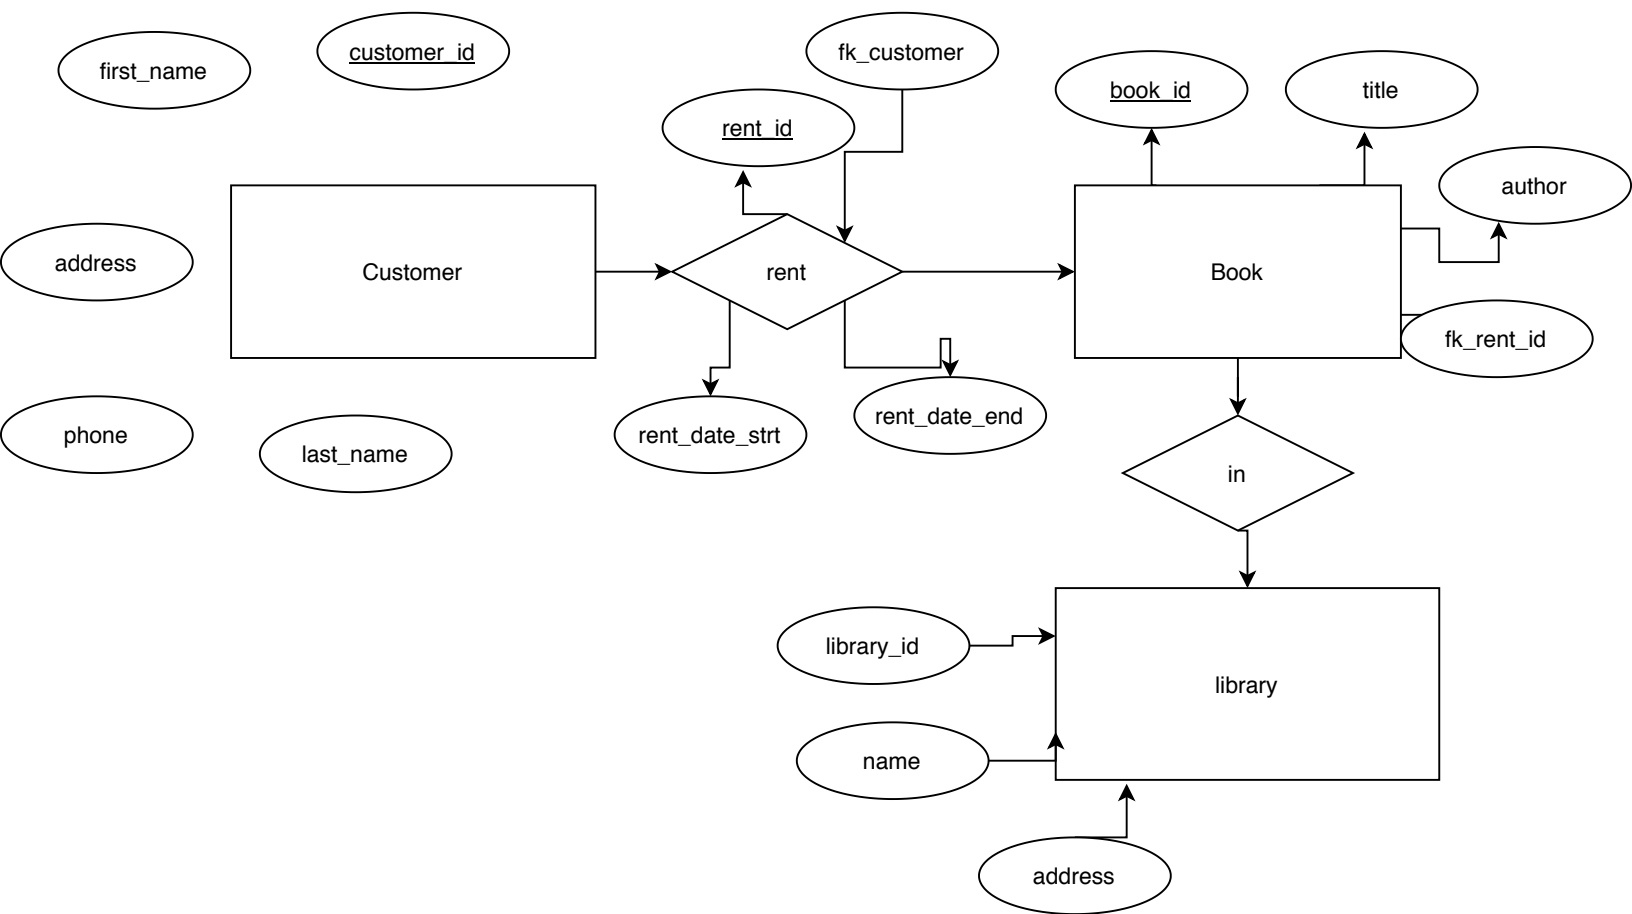 customer_id
fk_customer
first_name
book_id
title
rent_id
author
address
Customer
rent
Book
fk_rent_id
rent_date_end
phone
rent_date_strt
last_name
in
library_id
library
name
address